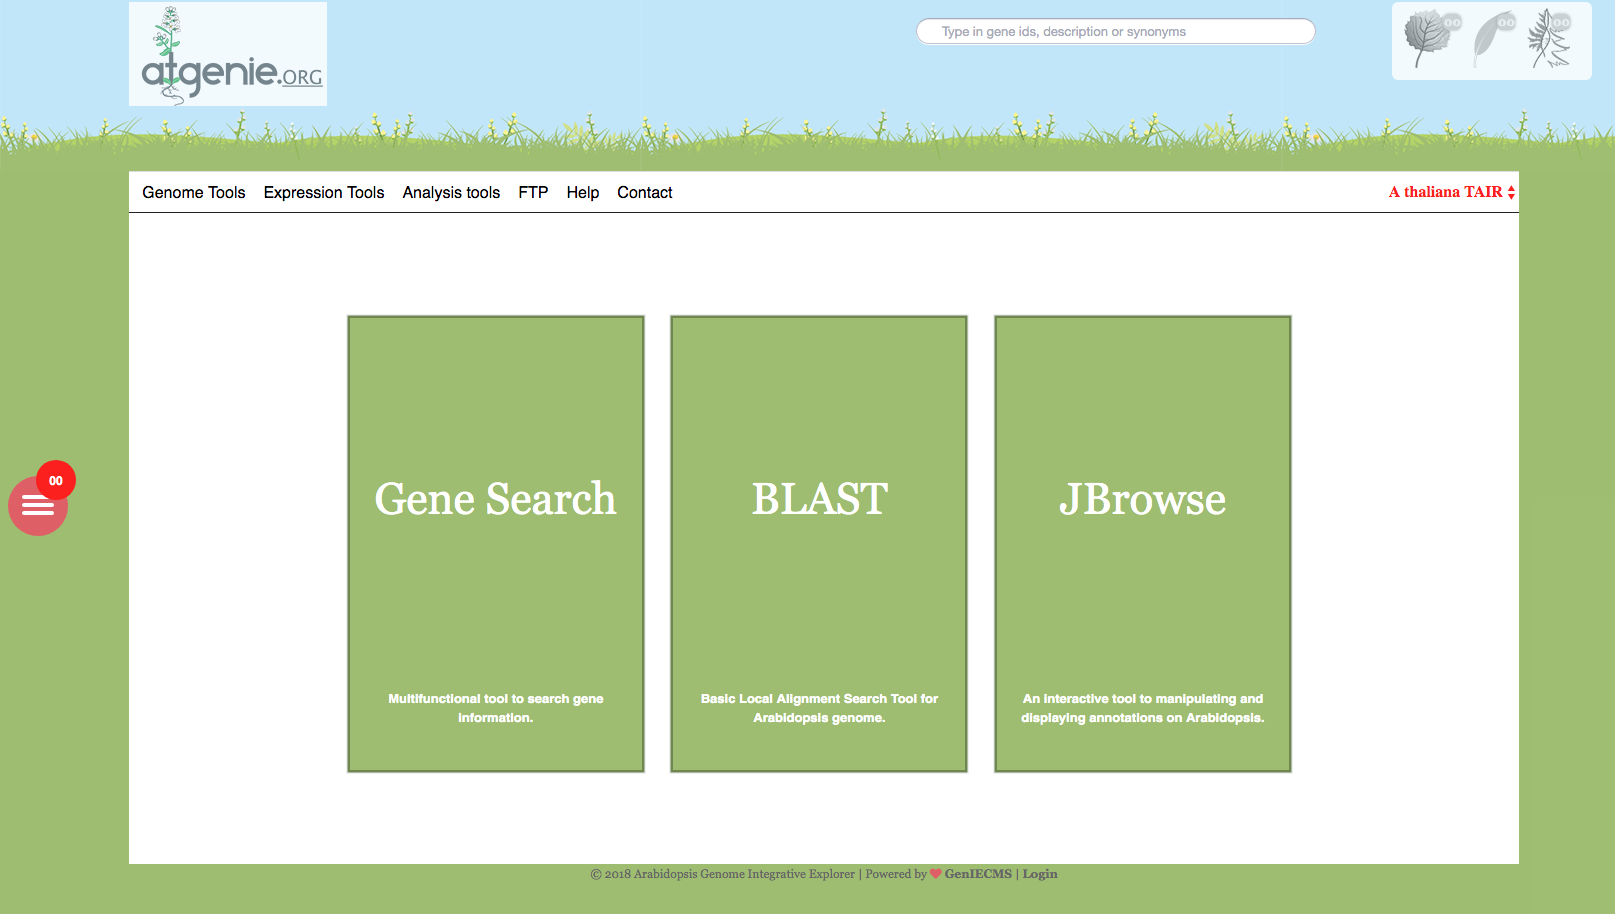 atgenie.ORG
Type in gene ids, description or synonyms
00 00 00
Genome Tools Expression Tools Analysis tools FTP Help Contact
A thaliana TAIR
00
Gene Search
Multifunctional tool to search gene
information.
BLAST
Basic Local Alignment Search Tool for
Arabidopsis genome.
JBrowse
An interactive tool to manipulating and
displaying annotations on Arabidopsis.
© 2018 Arabidopsis Genome Integrative Explorer | Powered by ❤ GenIECMS | Login